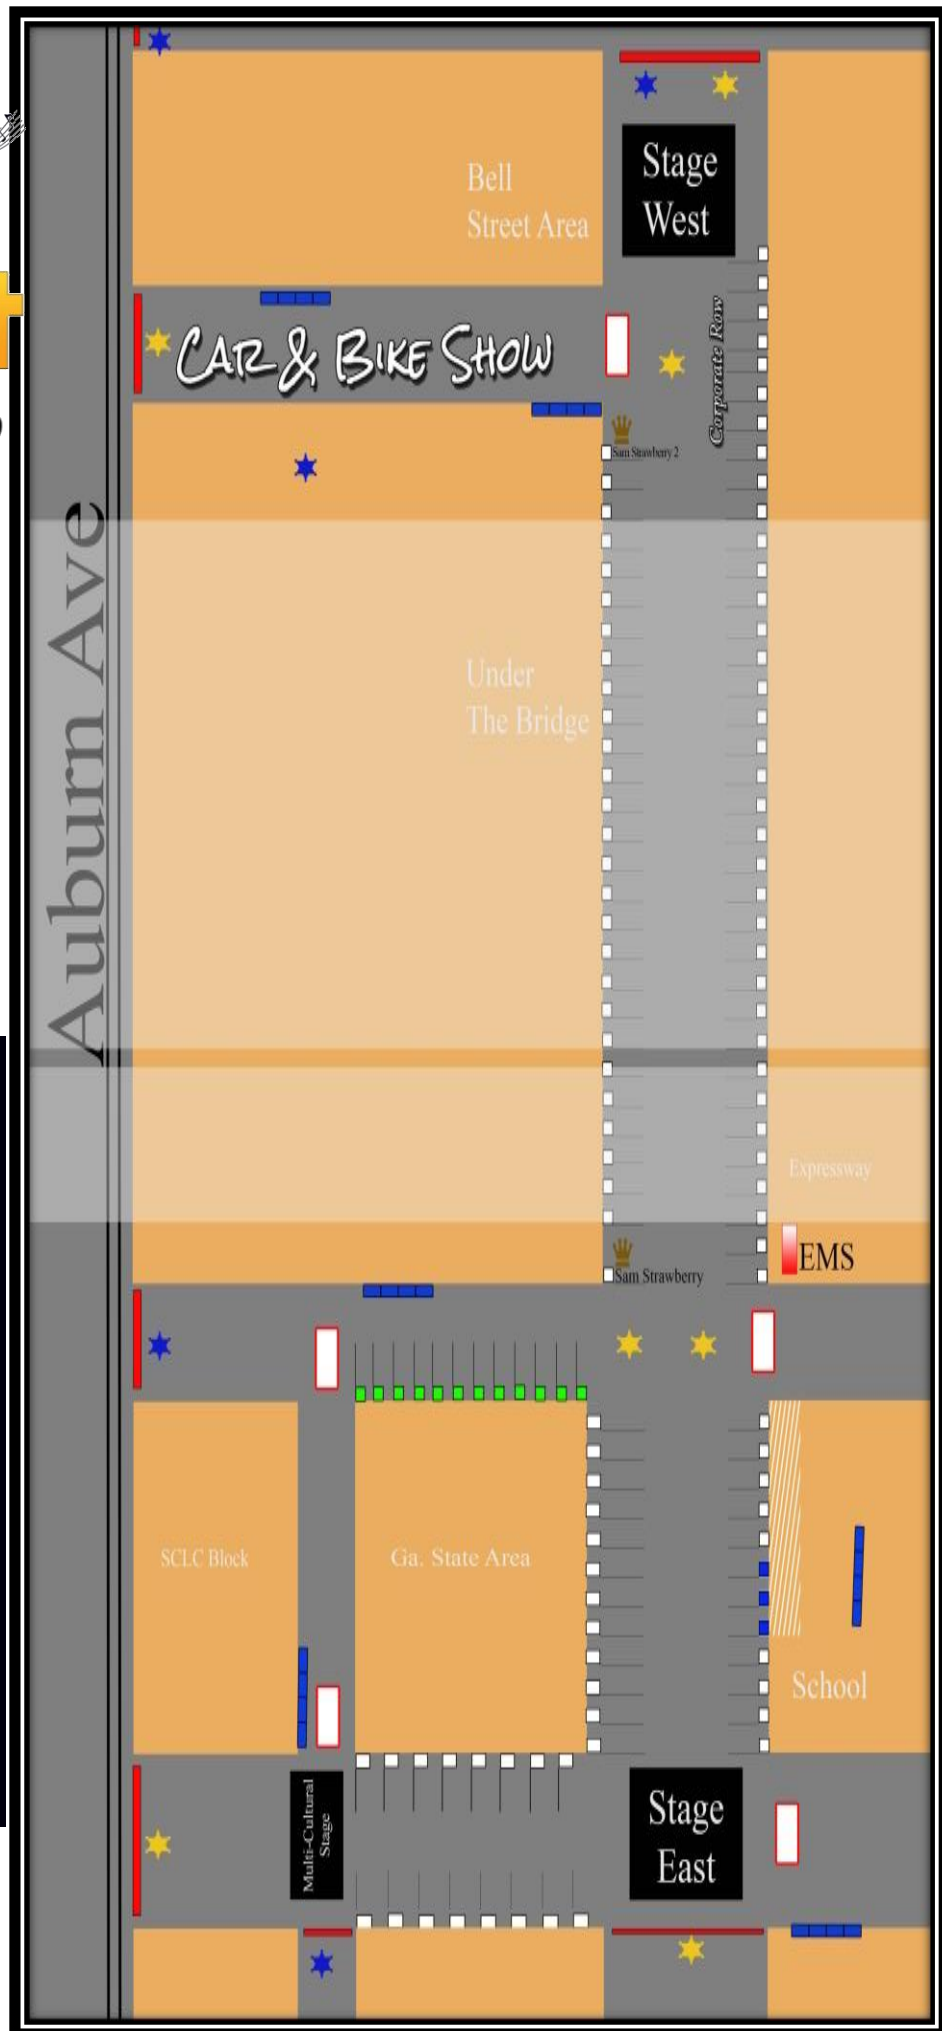 Stage
West
Bell
Street Area
Corporate Row
CAR & BIKE SHOW
Sam Strawberry 2
Auburn Ave
Under
The Bridge
Expressway
EMS
Sam Strawberry
SCLC Block
Ga. State Area
School
Multi-Cultural
Stage
Stage
East